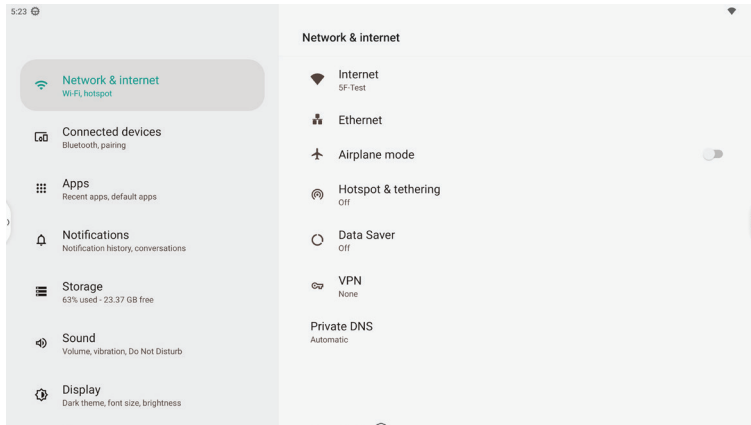 5:23
Network & internet
Wi-Fi, hotspot
Connected devices
Bluetooth, pairing
Apps
Recent apps, default apps
Notifications
Notification history, conversations
Storage
63% used - 23.37 GB free
Sound
Volume, vibration, Do Not Disturb
Display
Dark theme, font size, brightness
Network & internet
Internet
5F-Test
Ethernet
Airplane mode
Hotspot & tethering
Off
Data Saver
Off
VPN
None
Private DNS
Automatic